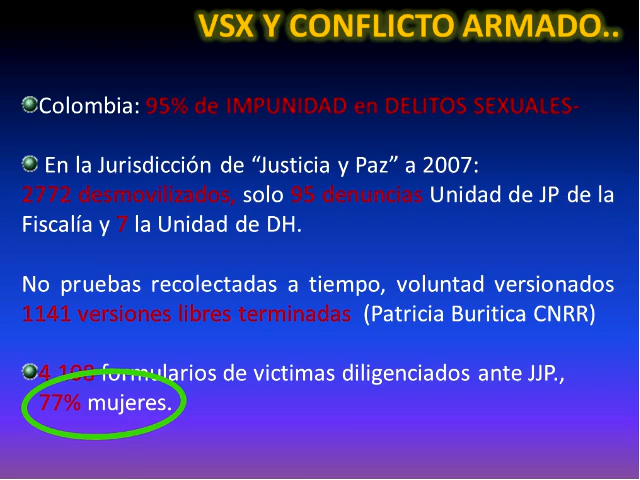 VSX Y CONFLICTO ARMADO..
Colombia: 95% de IMPUNIDAD en DELITOS SEXUALES-
En la Jurisdicción de “Justicia y Paz” a 2007:
2772 desmovilizados, solo 95 denuncias Unidad de JP de la
Fiscalía y 7 la Unidad de DH.
No pruebas recolectadas a tiempo, voluntad versionados
1141 versiones libres terminadas (Patricia Buritica CNRR)
4.108 formularios de victimas diligenciados ante JJP.,
77% mujeres.